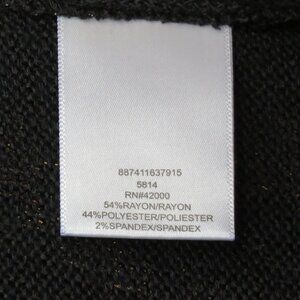 887411637915
5814
RN#42000
54%RAYON/RAYON
44%POLYESTER/POLIESTER
2%SPANDEX/SPANDEX